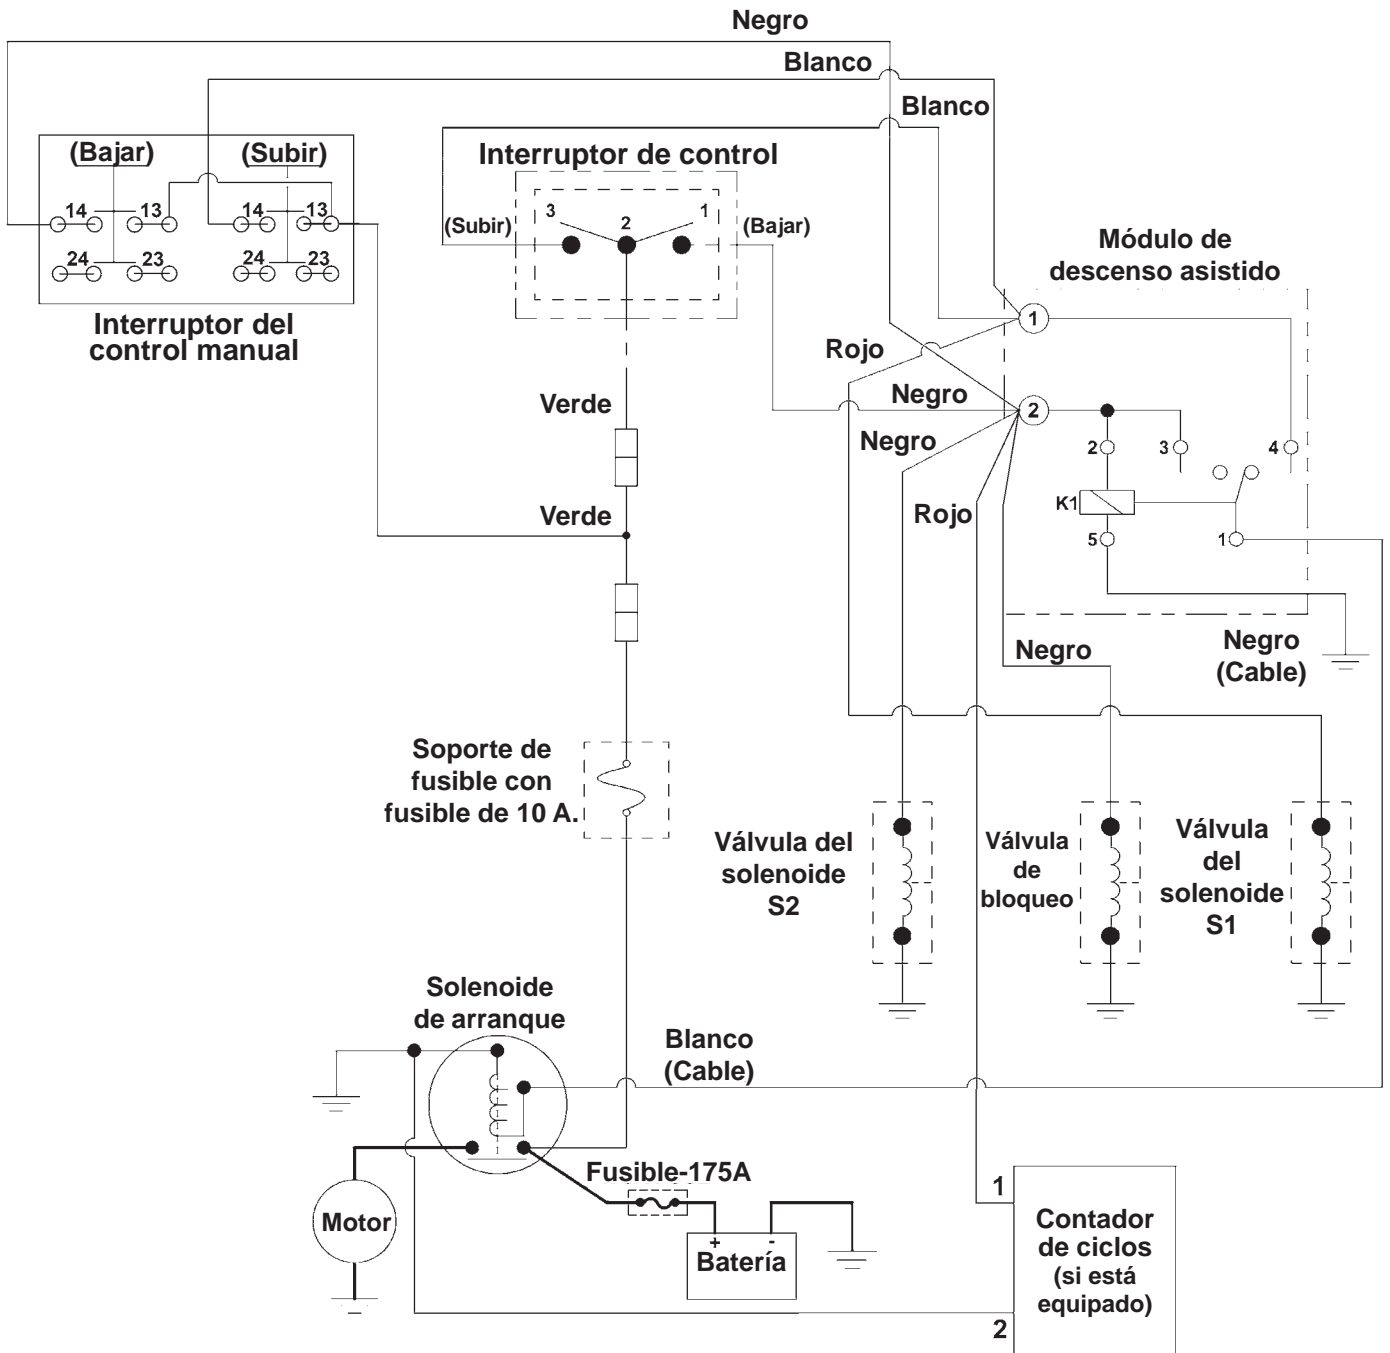 Negro
Blanco
Blanco
(Bajar)
(Subir)
14
13
14
13
24
23
24
23
Interruptor del
control manual
Interruptor de control
(Subir)
3
2
1
(Bajar)
Módulo de
descenso asistido
1
Rojo
Negro
2
Negro
2
3
4
Rojo
K1
5
1
Verde
Verde
Negro
Negro
(Cable)
Soporte de
fusible con
fusible de 10 A.
Válvula del
solenoide
S2
Válvula
de
bloqueo
Válvula
del
solenoide
S1
Solenoide
de arranque
Blanco
(Cable)
Fusible-175A
Motor
+
-
Batería
1
Contador
de ciclos
(si está
equipado)
2